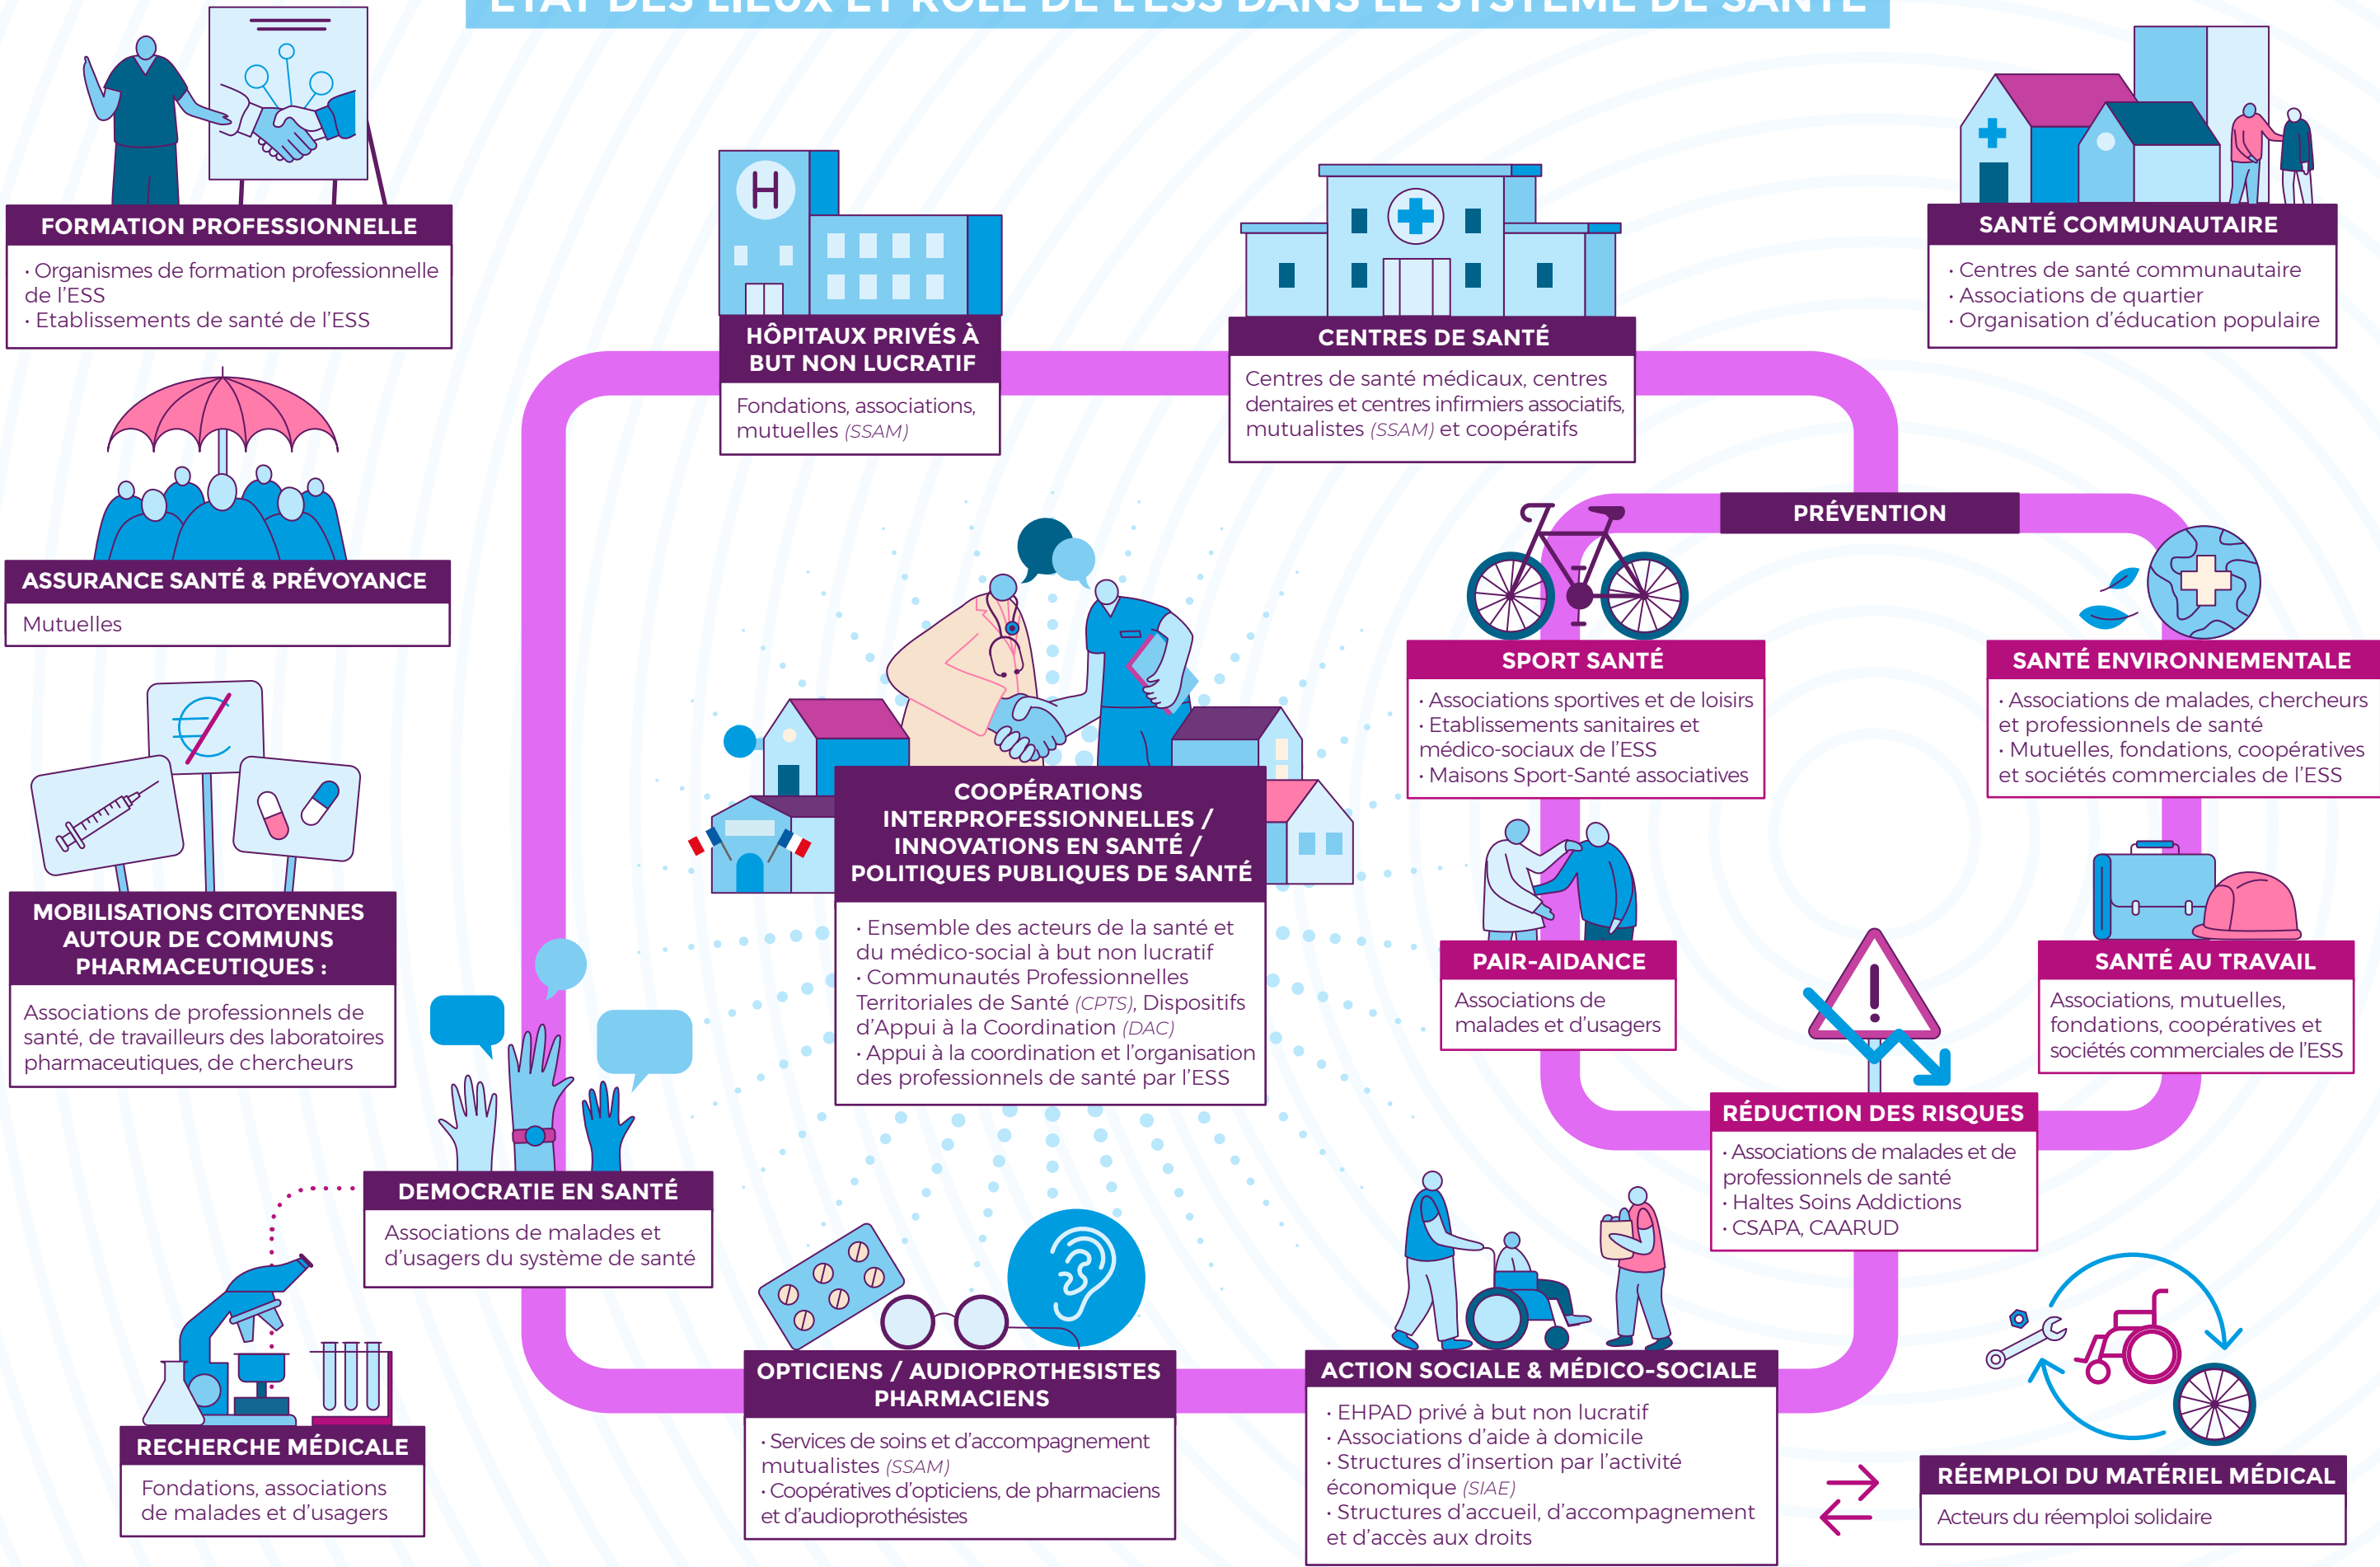 ÉTAT DES LIEUX ET RÔLE DE L'ESS DANS LE SYSTÈME DE SANTÉ
FORMATION PROFESSIONNELLE
• Organismes de formation professionnelle
de l'ESS
• Etablissements de santé de l'ESS
H
HÔPITAUX PRIVÉS À
BUT NON LUCRATIF
Fondations, associations,
mutuelles (SSAM)
CENTRES DE SANTÉ
Centres de santé médicaux, centres
dentaires et centres infirmiers associatifs,
mutualistes (SSAM) et coopératifs
SANTÉ COMMUNAUTAIRE
• Centres de santé communautaire
• Associations de quartier
• Organisation d'éducation populaire
ASSURANCE SANTÉ & PRÉVOYANCE
Mutuelles
PRÉVENTION
SPORT SANTÉ
• Associations sportives et de loisirs
• Etablissements sanitaires et
médico-sociaux de l'ESS
• Maisons Sport-Santé associatives
SANTÉ ENVIRONNEMENTALE
• Associations de malades, chercheurs
et professionnels de santé
• Mutuelles, fondations, coopératives
et sociétés commerciales de l'ESS
€
MOBILISATIONS CITOYENNES
AUTOUR DE COMMUNS
PHARMACEUTIQUES :
Associations de professionnels de
santé, de travailleurs des laboratoires
pharmaceutiques, de chercheurs
COOPÉRATIONS
INTERPROFESSIONNELLES /
INNOVATIONS EN SANTÉ /
POLITIQUES PUBLIQUES DE SANTÉ
• Ensemble des acteurs de la santé et
du médico-social à but non lucratif
• Communautés Professionnelles
Territoriales de Santé (CPTS), Dispositifs
d'Appui à la Coordination (DAC)
• Appui à la coordination et l'organisation
des professionnels de santé par l'ESS
PAIR-AIDANCE
Associations de
malades et d'usagers
SANTÉ AU TRAVAIL
Associations, mutuelles,
fondations, coopératives et
sociétés commerciales de l'ESS
!
RÉDUCTION DES RISQUES
• Associations de malades et de
professionnels de santé
• Haltes Soins Addictions
• CSAPA, CAARUD
DEMOCRATIE EN SANTÉ
Associations de malades et
d'usagers du système de santé
RECHERCHE MÉDICALE
Fondations, associations
de malades et d'usagers
OPTICIENS / AUDIOPROTHESISTES
PHARMACIENS
• Services de soins et d'accompagnement
mutualistes (SSAM)
• Coopératives d'opticiens, de pharmaciens
et d'audioprothésistes
ACTION SOCIALE & MÉDICO-SOCIALE
• EHPAD privé à but non lucratif
• Associations d'aide à domicile
• Structures d'insertion par l'activité
économique (SIAE)
• Structures d'accueil, d'accompagnement
et d'accès aux droits
RÉEMPLOI DU MATÉRIEL MÉDICAL
Acteurs du réemploi solidaire